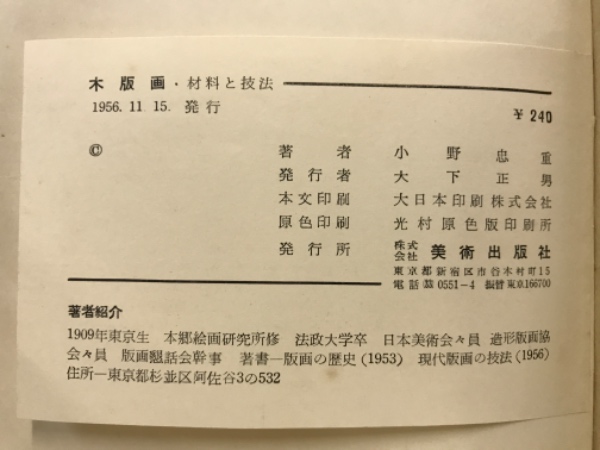 木版画・材料と技法
1956.11.15. 発行
¥240
© 著者 小野忠重
発行者 大下正男
本文印刷 大日本印刷株式会社
原色印刷 光村原色版印刷所
発行所 株式会社 美術出版社
東京都新宿区市谷本村町15
電話 0551-4 振替東京166700
著者紹介
1909年東京生 本郷絵画研究所修 法政大学卒 日本美術会々員 造形版画協
会々員 版画懇話会幹事 著書―版画の歴史(1953) 現代版画の技法(1956)
住所―東京都杉並区阿佐谷3の532